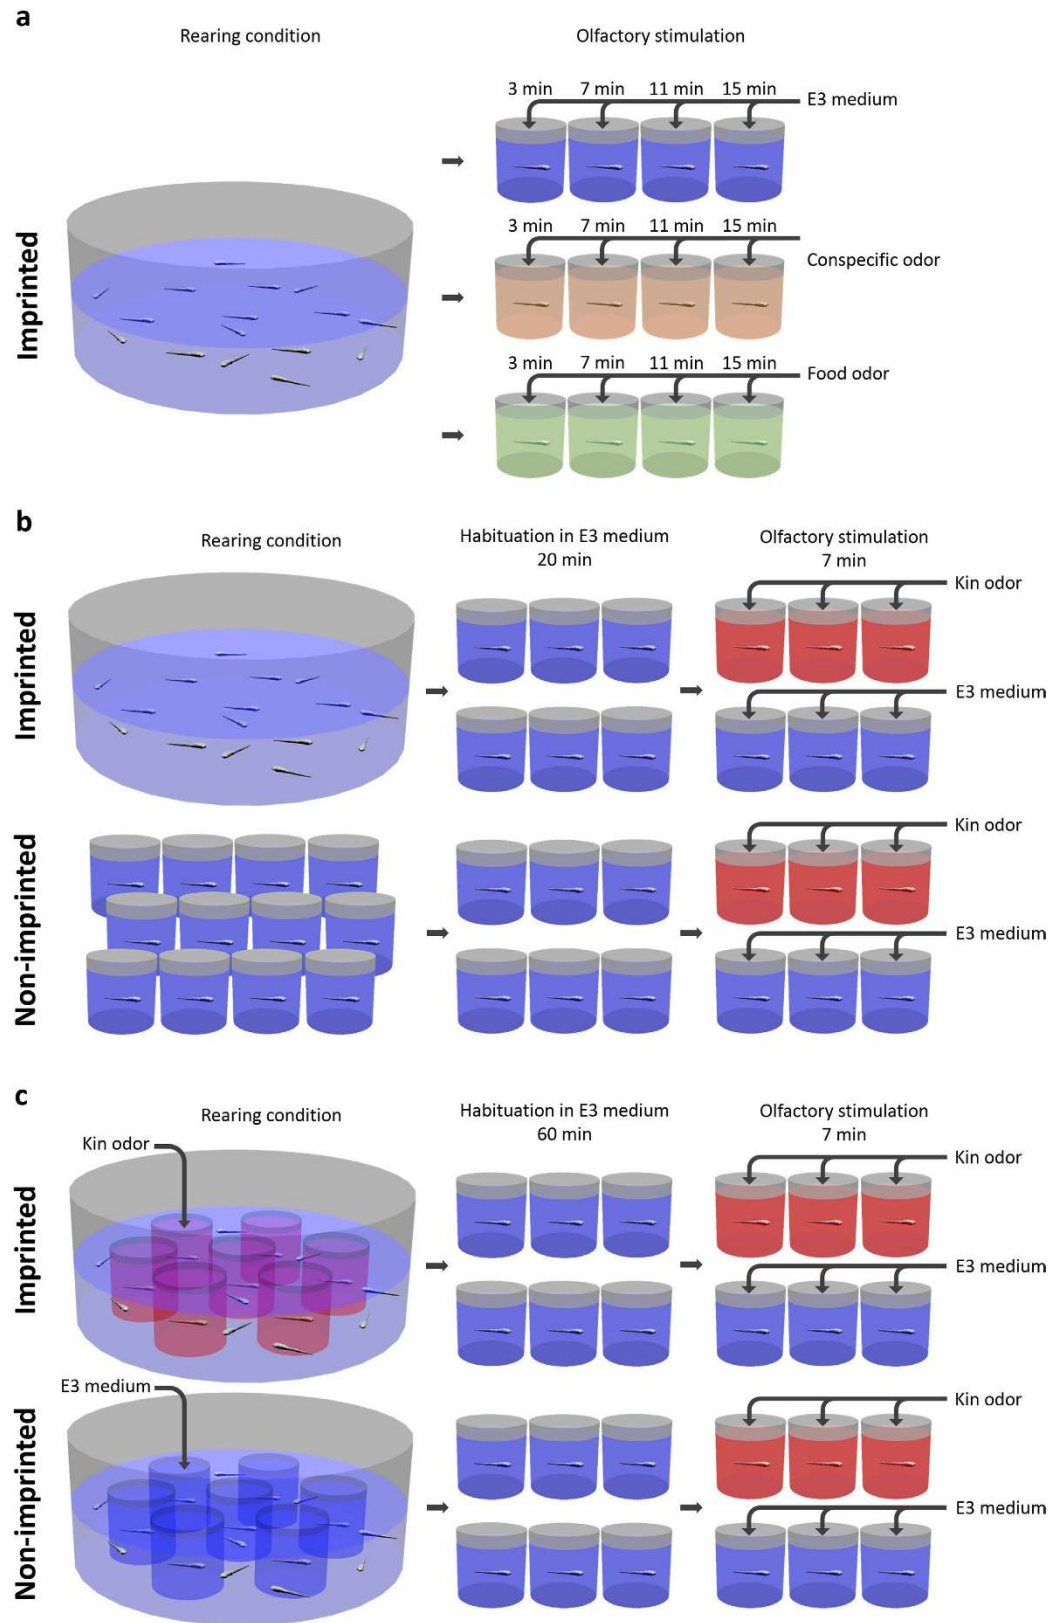 a
Rearing condition
Olfactory stimulation
Imprinted
3 min 7 min 11 min 15 min
E3 medium
3 min 7 min 11 min 15 min
Conspecific odor
3 min 7 min 11 min 15 min
Food odor
b
Rearing condition
Habituation in E3 medium
20 min
Olfactory stimulation
7 min
Imprinted
Kin odor
E3 medium
Non-imprinted
Kin odor
E3 medium
c
Rearing condition
Habituation in E3 medium
60 min
Olfactory stimulation
7 min
Imprinted
Kin odor
Kin odor
E3 medium
Non-imprinted
E3 medium
Kin odor
E3 medium